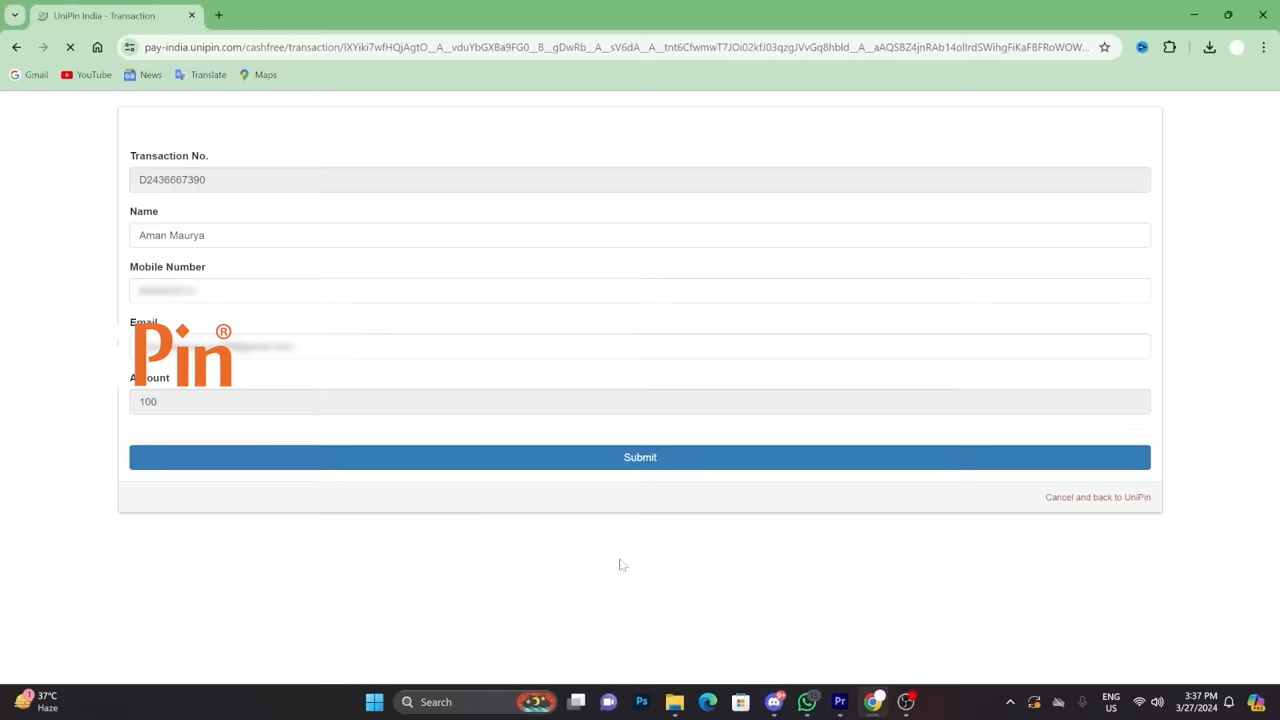 UniPin India - Transaction
pay-india.unipin.com/cashfree/transaction/
Gmail YouTube News Translate Maps
Transaction No.
D2436667390
Name
Aman Maurya
Mobile Number
Email
Pin®
Amount
100
Submit
Cancel and back to UniPin
37°C
Haze
Search
Ps
Pr
ENG
US
3:37 PM
3/27/2024